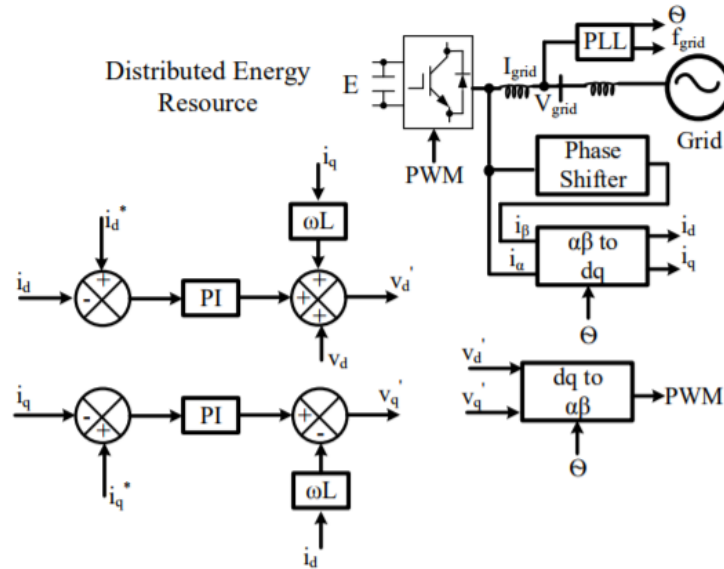 Distributed Energy
Resource
E
PWM
I_grid
V_grid
PLL
Θ
f_grid
Grid
Phase
Shifter
i_β
i_α
αβ to
dq
i_d
i_q
Θ
i_q
ωL
i_d*
i_d
-
+
PI
+
+
+
v_d'
v_d
i_q
-
+
PI
+
-
v_q'
i_q*
ωL
i_d
v_d'
v_q'
dq to
αβ
PWM
Θ